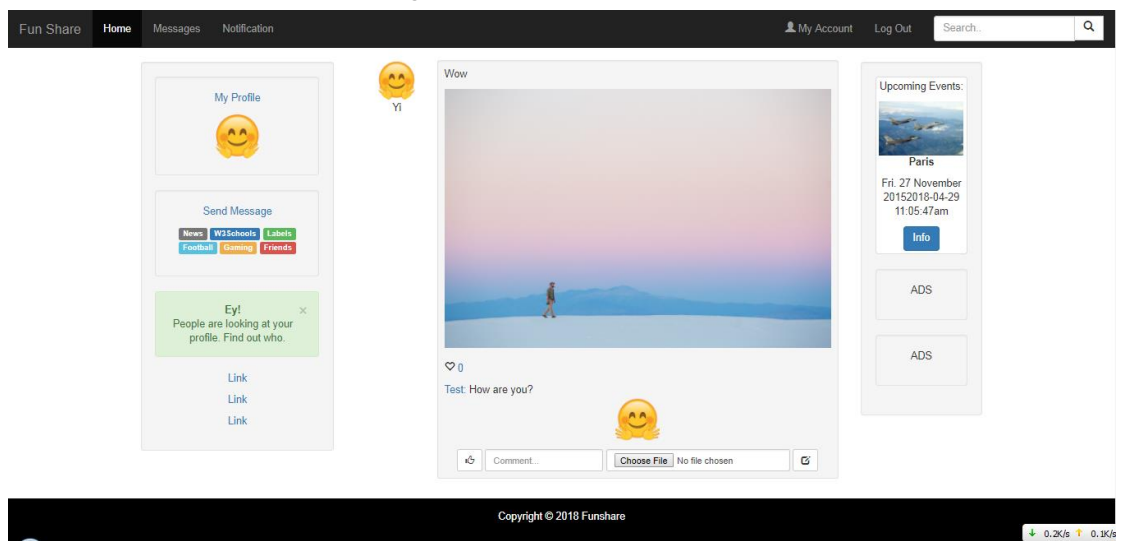 Fun Share Home Messages Notification My Account Log Out Search..
My Profile
Send Message
News W3Schools Labels
Football Gaming Friends
Ey! ×
People are looking at your
profile. Find out who.
Link
Link
Link
Yi
Wow
0
Test: How are you?
Comment... Choose File No file chosen
Upcoming Events:
Paris
Fri. 27 November
20152018-04-29
11:05:47am
Info
ADS
ADS
Copyright © 2018 Funshare
0.2K/s 0.1K/s